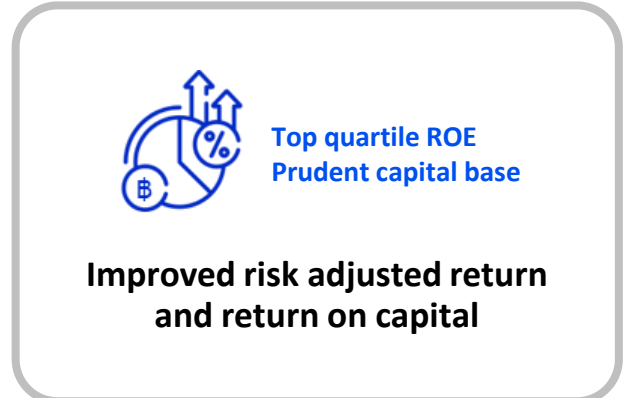 ฿
%
Top quartile ROE
Prudent capital base
Improved risk adjusted return
and return on capital